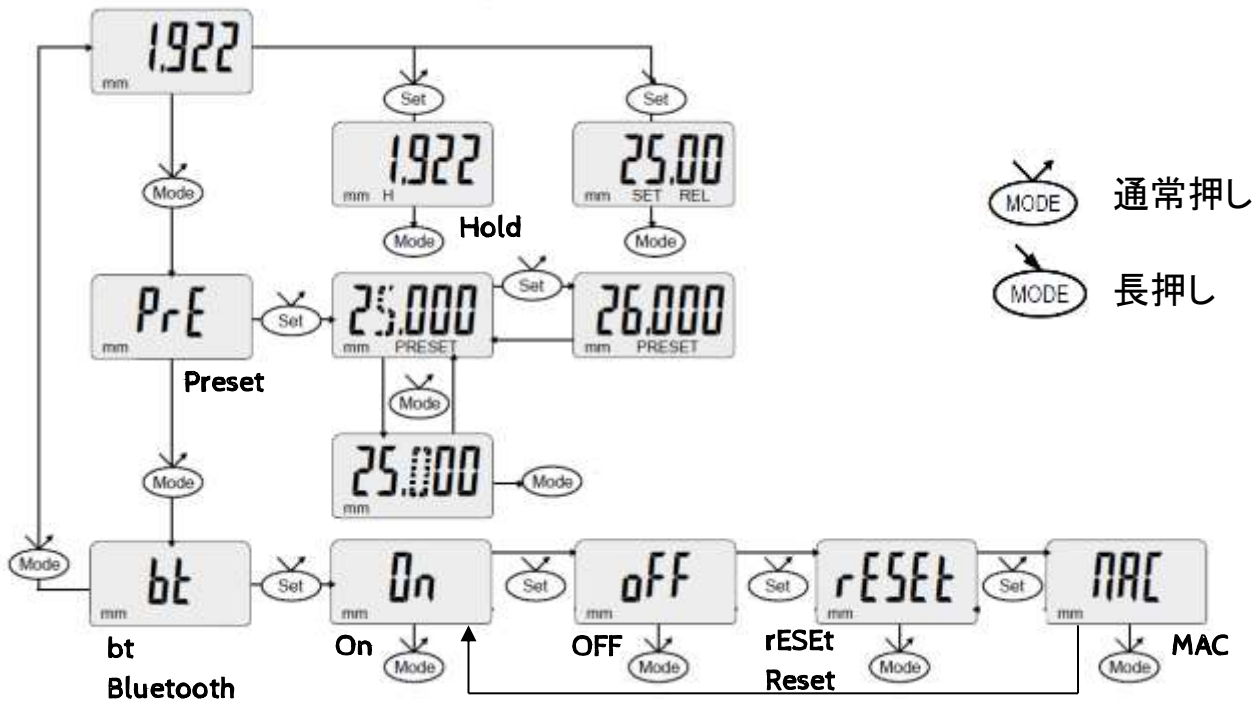 1.922
mm
Set
Set
1.922
mm H
25.00
mm SET REL
MODE
通常押し
Mode
Mode
Hold
Mode
MODE
長押し
PrE
mm
Preset
Set
25.000
mm PRESET
Set
26.000
mm PRESET
Mode
25.000
mm
Mode
Mode
Mode
bt
mm
bt
Bluetooth
Set
On
mm
On
Mode
Set
oFF
mm
OFF
Mode
Set
rESEt
mm
rESEt
Reset
Mode
Set
MAC
mm
MAC
Mode